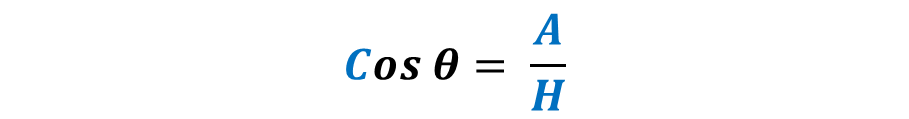 Cos θ = A/H